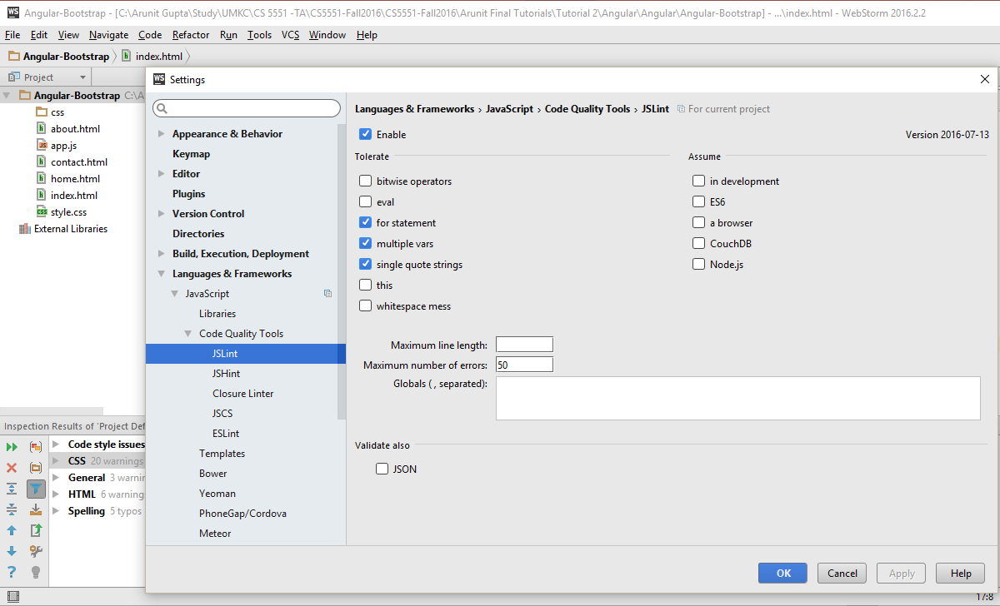 WS Angular-Bootstrap - [C:\Arunit Gupta\Study\UMKC\CS 5551 -TA\CS5551-Fall2016\CS5551-Fall2016\Arunit Final Tutorials\Tutorial 2\Angular\Angular\Angular-Bootstrap] - ...\index.html - WebStorm 2016.2.2
File Edit View Navigate Code Refactor Run Tools VCS Window Help
Angular-Bootstrap index.html
Project
Angular-Bootstrap C:\A
css
about.html
app.js
contact.html
home.html
index.html
style.css
External Libraries
Inspection Results of 'Project Def
Code style issues
CSS 20 warnings
General 3 warnin
HTML 6 warnings
Spelling 5 typos
WS Settings
Appearance & Behavior
Keymap
Editor
Plugins
Version Control
Directories
Build, Execution, Deployment
Languages & Frameworks
JavaScript
Libraries
Code Quality Tools
JSLint
JSHint
Closure Linter
JSCS
ESLint
Templates
Bower
Yeoman
PhoneGap/Cordova
Meteor
Languages & Frameworks › JavaScript › Code Quality Tools › JSLint For current project
Enable Version 2016-07-13
Tolerate
bitwise operators
eval
for statement
multiple vars
single quote strings
this
whitespace mess
Assume
in development
ES6
a browser
CouchDB
Node.js
Maximum line length:
Maximum number of errors: 50
Globals ( , separated):
Validate also
JSON
OK Cancel Apply Help
17:8